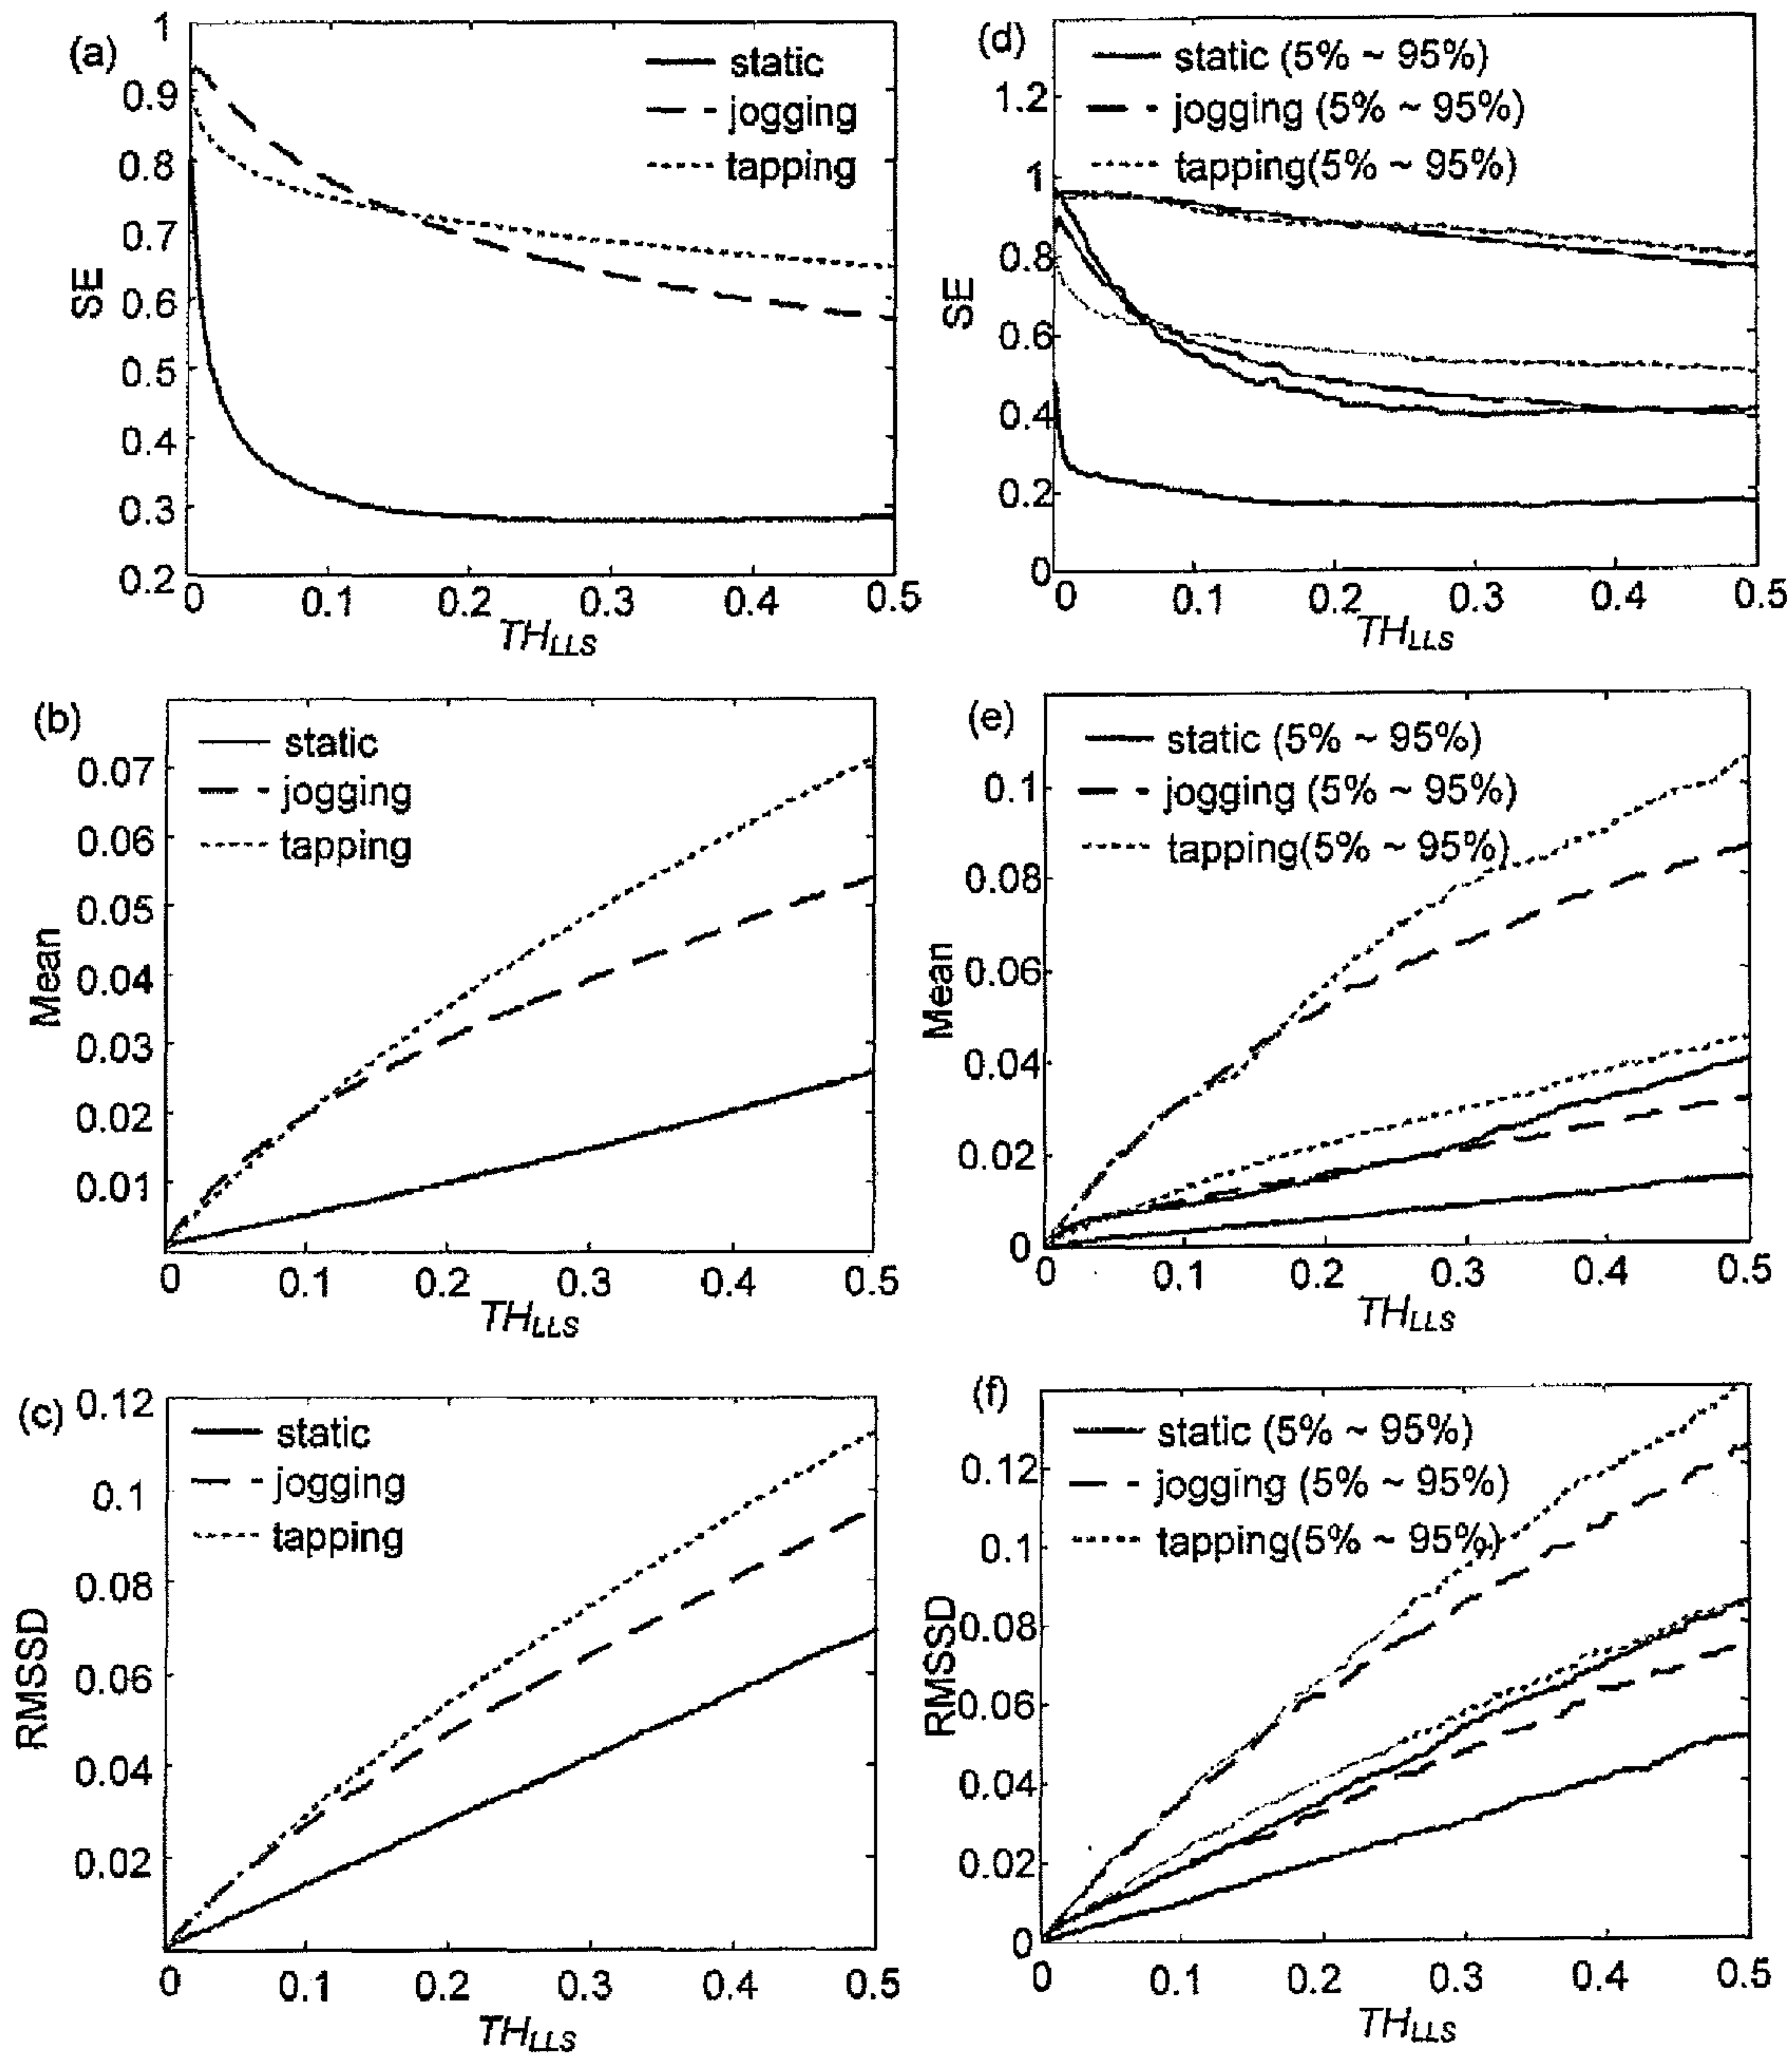 (a)
static
jogging
tapping
1
0.9
0.8
0.7
0.6
0.5
0.4
0.3
0.2
SE
0 0.1 0.2 0.3 0.4 0.5
TH_LLS
(d)
static (5% ~ 95%)
jogging (5% ~ 95%)
tapping(5% ~ 95%)
1.2
1
0.8
0.6
0.4
0.2
0
SE
0 0.1 0.2 0.3 0.4 0.5
TH_LLS
(b)
static
jogging
tapping
0.07
0.06
0.05
0.04
0.03
0.02
0.01
Mean
0 0.1 0.2 0.3 0.4 0.5
TH_LLS
(e)
static (5% ~ 95%)
jogging (5% ~ 95%)
tapping(5% ~ 95%)
0.1
0.08
0.06
0.04
0.02
0
Mean
0 0.1 0.2 0.3 0.4 0.5
TH_LLS
(c)
static
jogging
tapping
0.12
0.1
0.08
0.06
0.04
0.02
RMSSD
0 0.1 0.2 0.3 0.4 0.5
TH_LLS
(f)
static (5% ~ 95%)
jogging (5% ~ 95%)
tapping(5% ~ 95%)
0.12
0.1
0.08
0.06
0.04
0.02
0
RMSSD
0 0.1 0.2 0.3 0.4 0.5
TH_LLS